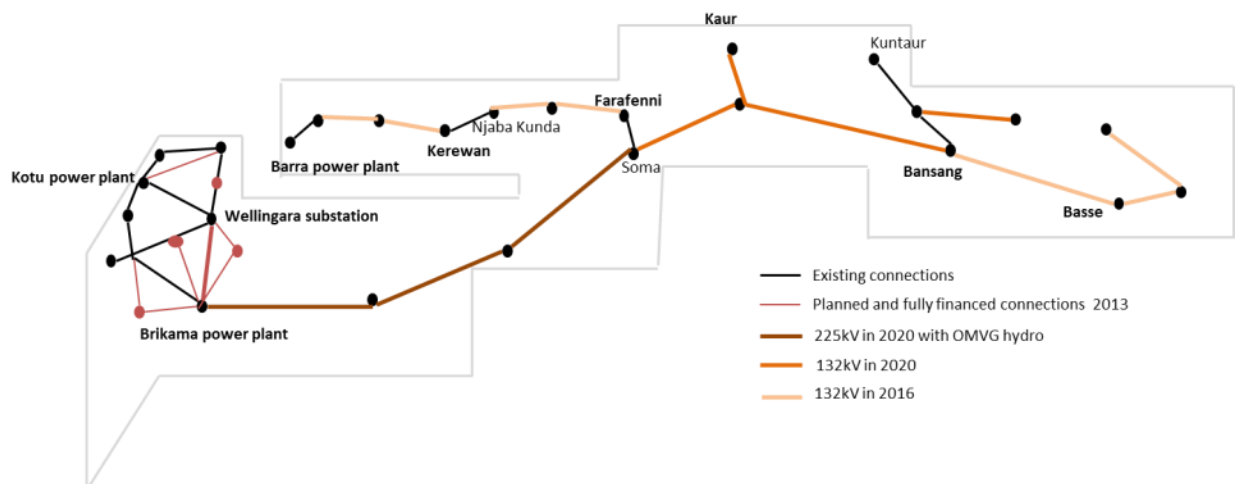 Kaur
Kuntaur
Farafenni
Njaba Kunda
Kerewan
Barra power plant
Soma
Bansang
Kotu power plant
Basse
Wellingara substation
Existing connections
Planned and fully financed connections 2013
Brikama power plant
225kV in 2020 with OMVG hydro
132kV in 2020
132kV in 2016